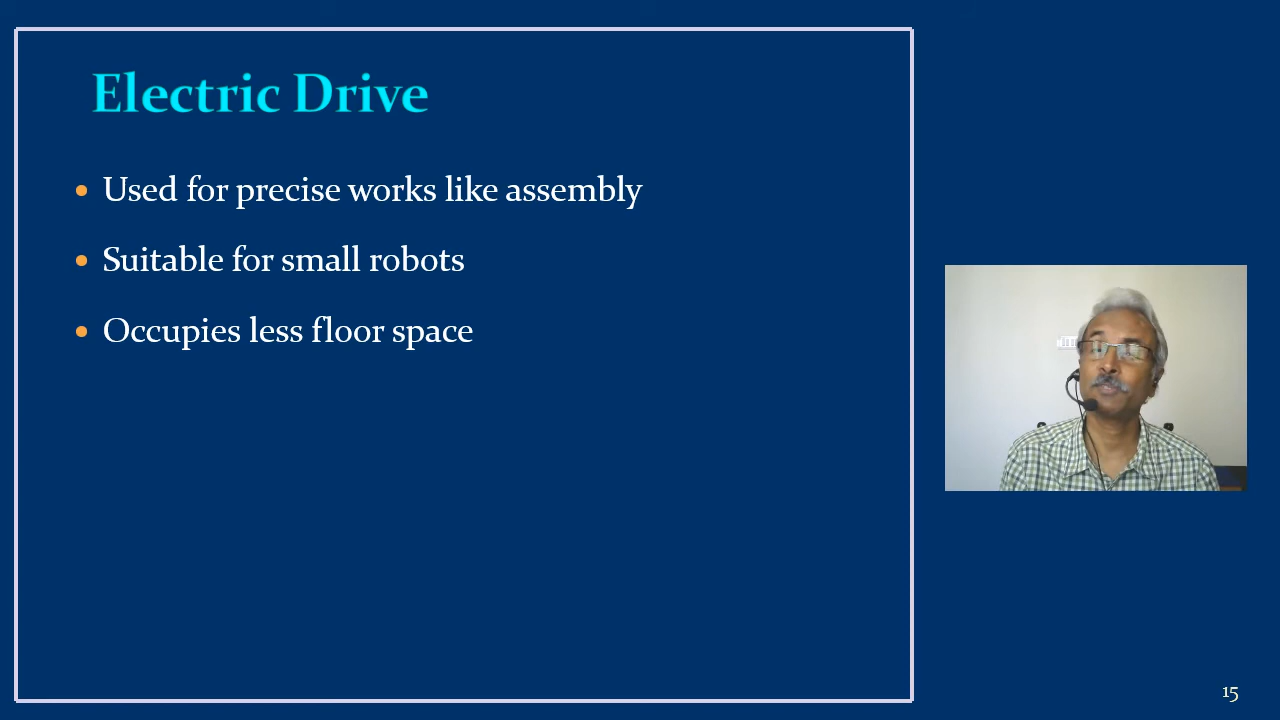 Electric Drive
Used for precise works like assembly
Suitable for small robots
Occupies less floor space
15